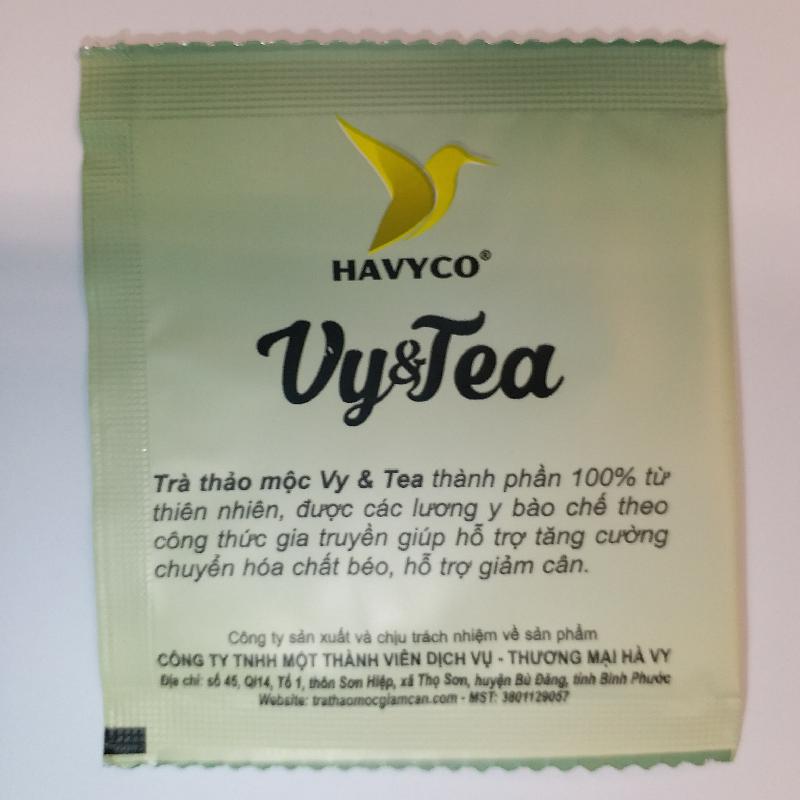 HAVYCO®
Vy&Tea
Trà thảo mộc Vy & Tea thành phần 100% từ
thiên nhiên, được các lương y bào chế theo
công thức gia truyền giúp hỗ trợ tăng cường
chuyển hóa chất béo, hỗ trợ giảm cân.
Công ty sản xuất và chịu trách nhiệm về sản phẩm
CÔNG TY TNHH MỘT THÀNH VIÊN DỊCH VỤ - THƯƠNG MẠI HÀ VY
Địa chỉ: số 45, Ql14, Tổ 1, thôn Sơn Hiệp, xã Thọ Sơn, huyện Bù Đăng, tỉnh Bình Phước
Website: trathaomocgiamcan.com - MST: 3801129057